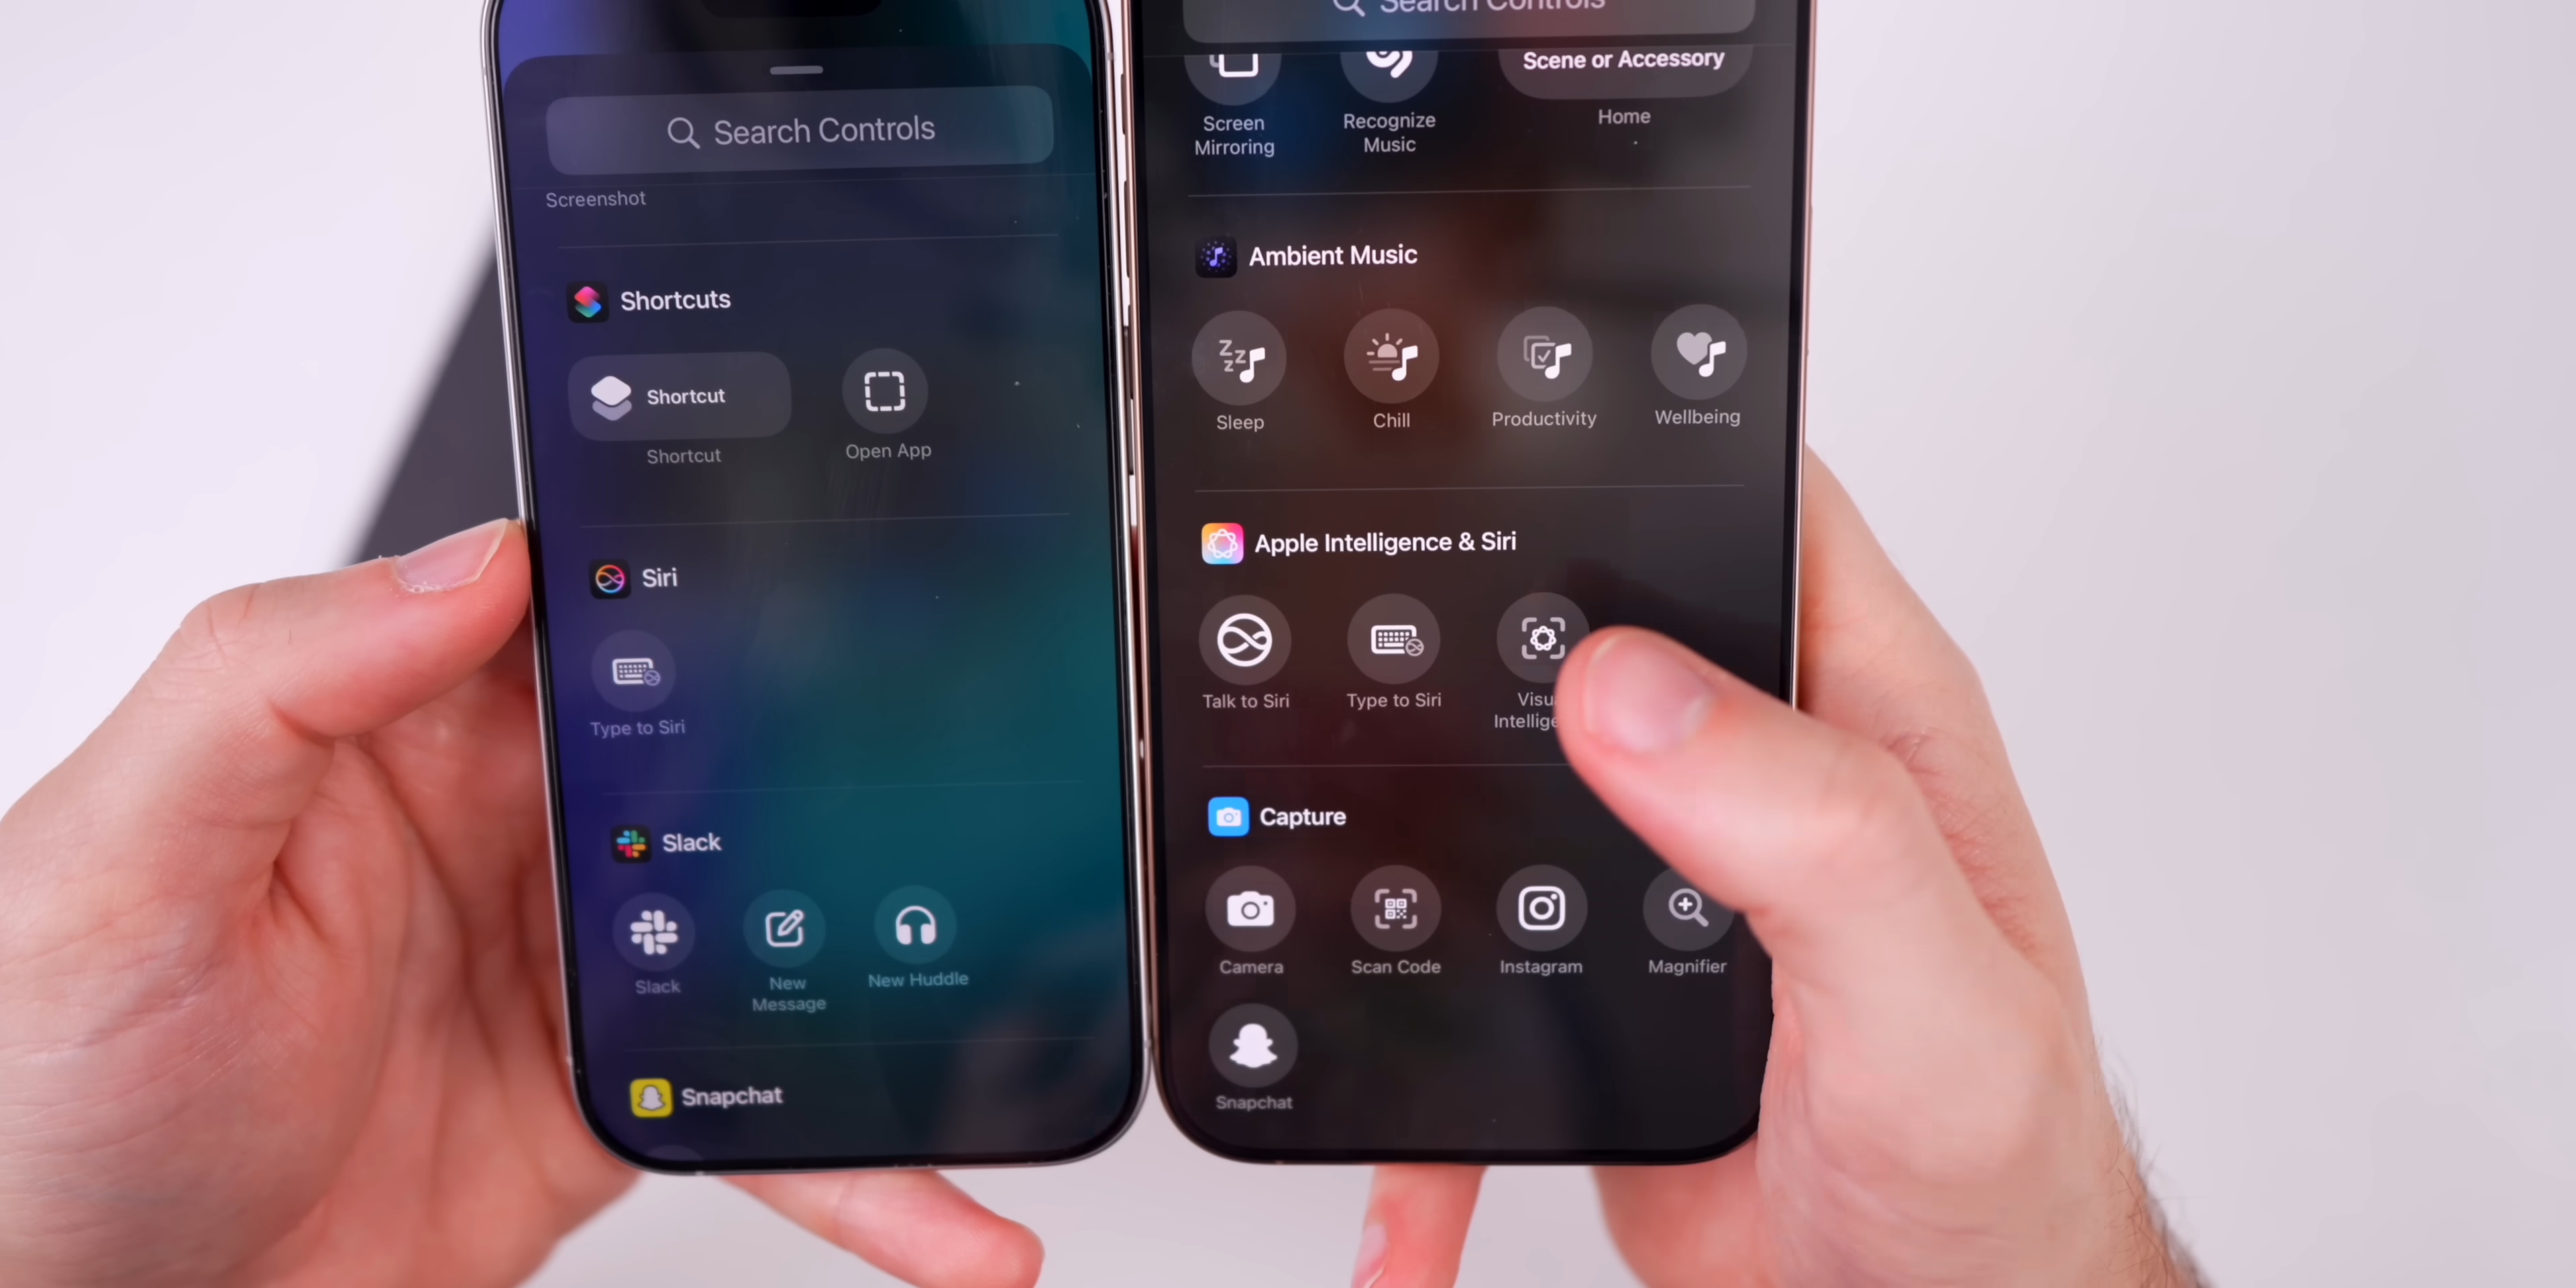 Search Controls
Screenshot
Shortcuts
Shortcut
Shortcut
Open App
Siri
Type to Siri
Slack
Slack
New
Message
New Huddle
Snapchat
Search Controls
Scene or Accessory
Screen
Mirroring
Recognize
Music
Home
Ambient Music
Sleep
Chill
Productivity
Wellbeing
Apple Intelligence & Siri
Talk to Siri
Type to Siri
Capture
Camera
Scan Code
Instagram
Magnifier
Snapchat